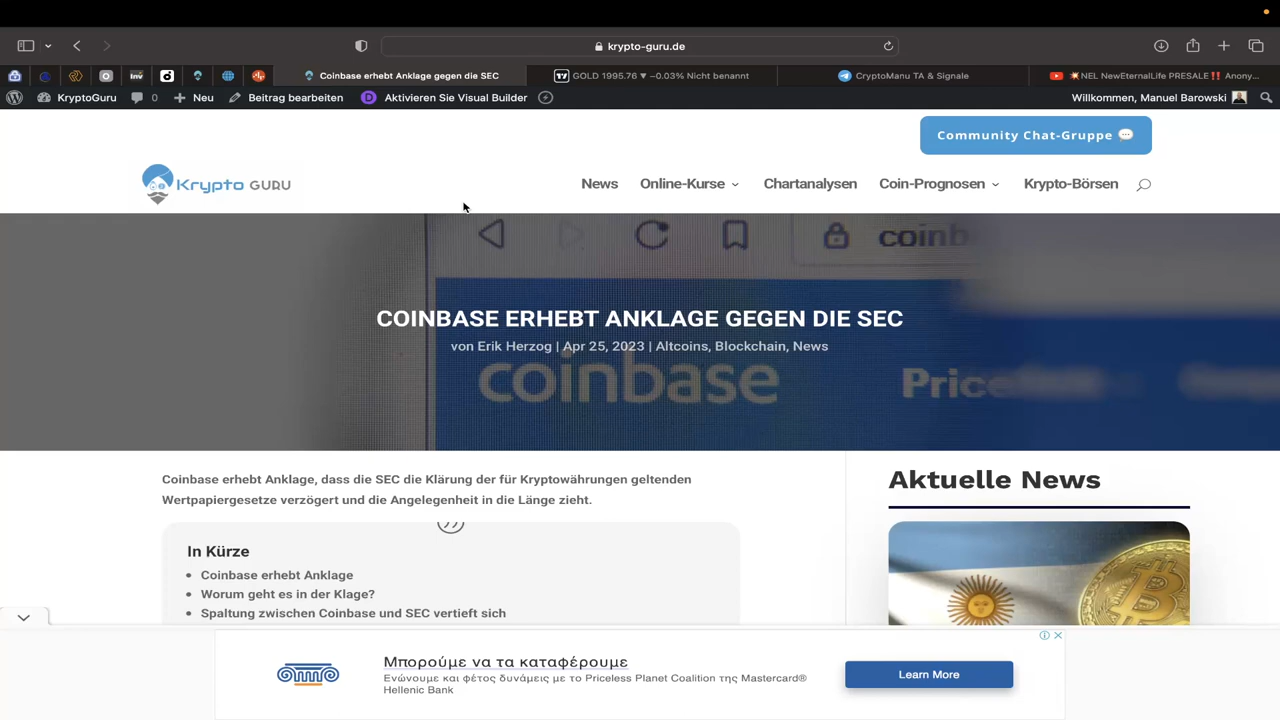 krypto-guru.de
Coinbase erhebt Anklage gegen die SEC
GOLD 1995.76 ▼ −0.03% Nicht benannt
CryptoManu TA & Signale
💥NEL NewEternalLife PRESALE‼️ Anony...
Inv
KryptoGuru
0
Neu
Beitrag bearbeiten
D
Aktivieren Sie Visual Builder
Willkommen, Manuel Barowski
Community Chat-Gruppe 💬
Krypto GURU
News
Online-Kurse
Chartanalysen
Coin-Prognosen
Krypto-Börsen
coinb
COINBASE ERHEBT ANKLAGE GEGEN DIE SEC
von Erik Herzog | Apr 25, 2023 | Altcoins, Blockchain, News
coinbase
Coinbase erhebt Anklage, dass die SEC die Klärung der für Kryptowährungen geltenden
Wertpapiergesetze verzögert und die Angelegenheit in die Länge zieht.
In Kürze
• Coinbase erhebt Anklage
• Worum geht es in der Klage?
• Spaltung zwischen Coinbase und SEC vertieft sich
Aktuelle News
Μπορούμε να τα καταφέρουμε
Ενώνουμε και φέτος δυνάμεις με το Priceless Planet Coalition της Mastercard®
Hellenic Bank
Learn More